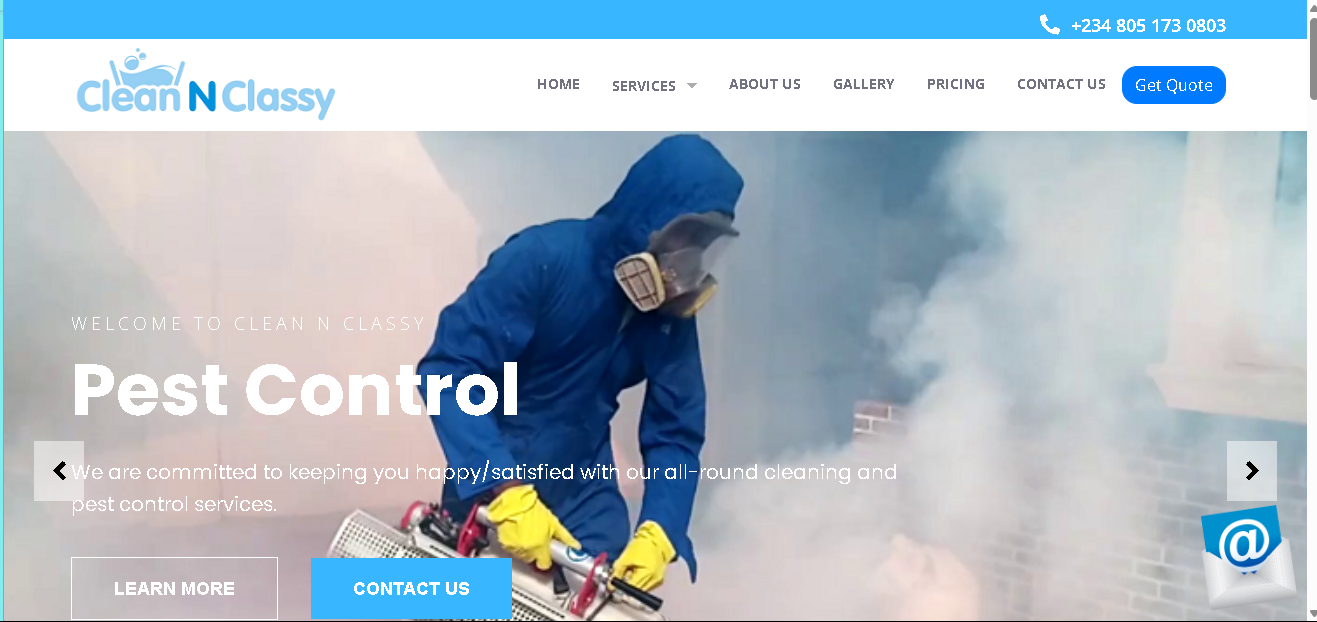 +234 805 173 0803
Clean N Classy
HOME
SERVICES
ABOUT US
GALLERY
PRICING
CONTACT US
Get Quote
WELCOME TO CLEAN N CLASSY
Pest Control
We are committed to keeping you happy/satisfied with our all-round cleaning and
pest control services.
LEARN MORE
CONTACT US
@